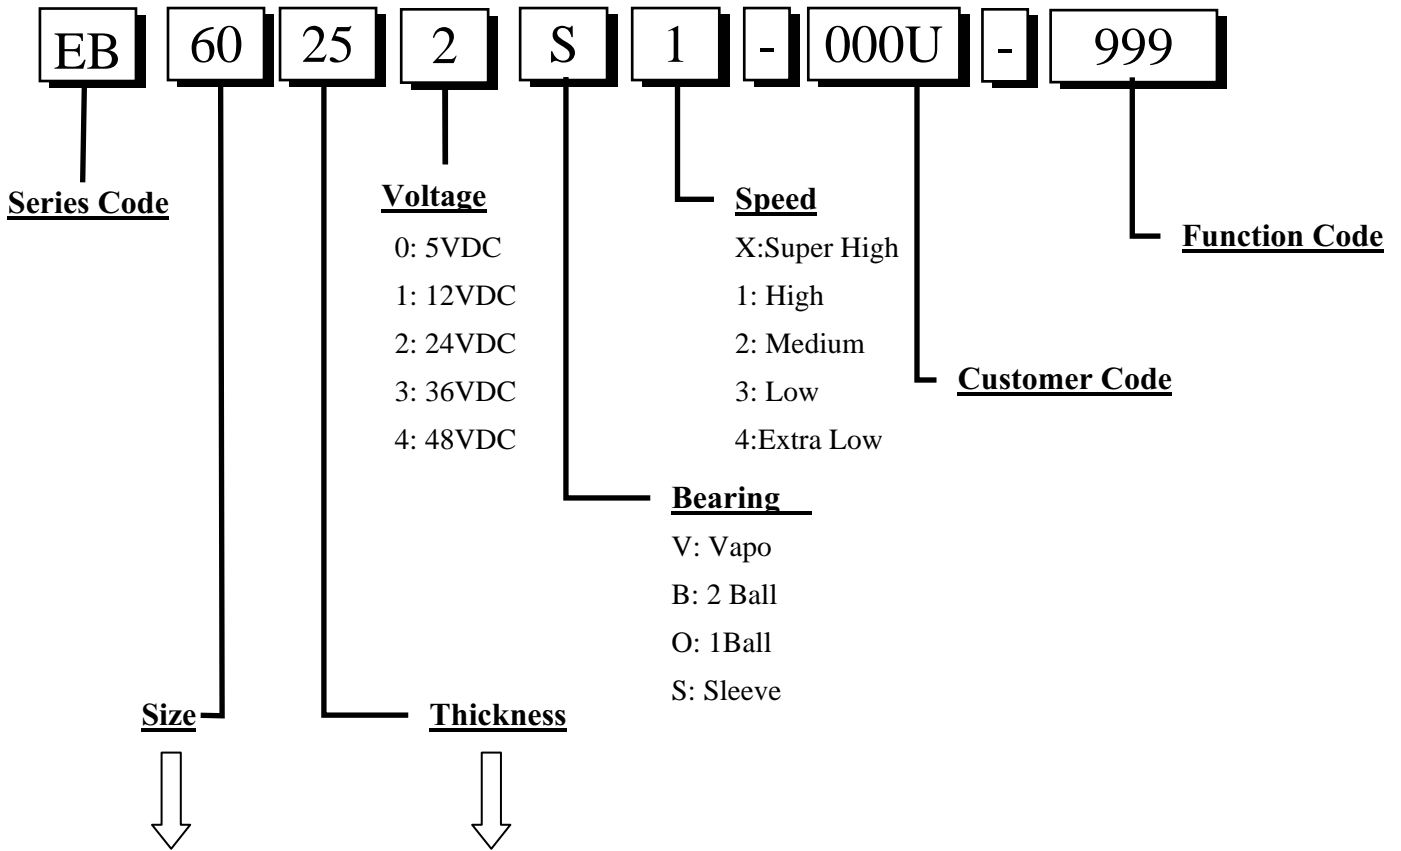 EB 60 25 2 S 1 - 000U - 999
Series Code
Voltage
0: 5VDC
1: 12VDC
2: 24VDC
3: 36VDC
4: 48VDC
Speed
X:Super High
1: High
2: Medium
3: Low
4:Extra Low
Function Code
Customer Code
Bearing
V: Vapo
B: 2 Ball
O: 1Ball
S: Sleeve
Size
Thickness